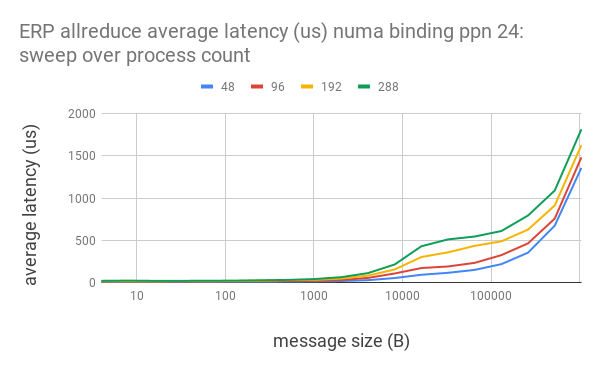 ERP allreduce average latency (us) numa binding ppn 24:
sweep over process count
48 96 192 288
average latency (us)
2000
1500
1000
500
0
10 100 1000 10000 100000
message size (B)